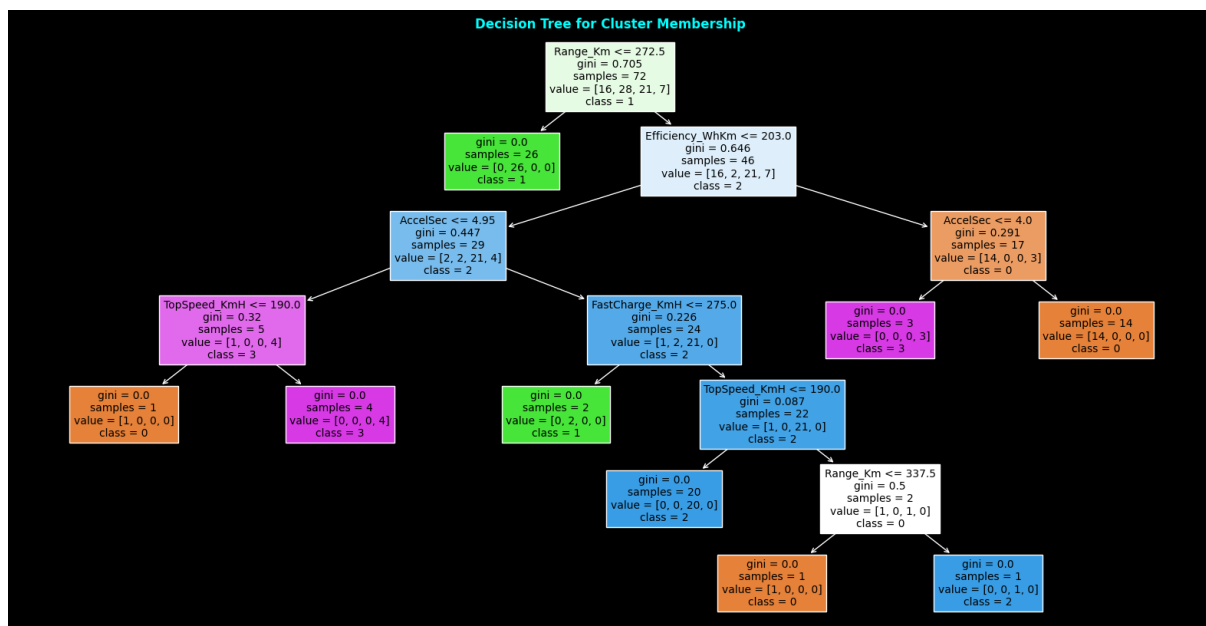 Decision Tree for Cluster Membership
Range_Km <= 272.5
gini = 0.705
samples = 72
value = [16, 28, 21, 7]
class = 1
gini = 0.0
samples = 26
value = [0, 26, 0, 0]
class = 1
Efficiency_WhKm <= 203.0
gini = 0.646
samples = 46
value = [16, 2, 21, 7]
class = 2
AccelSec <= 4.95
gini = 0.447
samples = 29
value = [2, 2, 21, 4]
class = 2
AccelSec <= 4.0
gini = 0.291
samples = 17
value = [14, 0, 0, 3]
class = 0
TopSpeed_KmH <= 190.0
gini = 0.32
samples = 5
value = [1, 0, 0, 4]
class = 3
FastCharge_KmH <= 275.0
gini = 0.226
samples = 24
value = [1, 2, 21, 0]
class = 2
gini = 0.0
samples = 3
value = [0, 0, 0, 3]
class = 3
gini = 0.0
samples = 14
value = [14, 0, 0, 0]
class = 0
gini = 0.0
samples = 1
value = [1, 0, 0, 0]
class = 0
gini = 0.0
samples = 4
value = [0, 0, 0, 4]
class = 3
gini = 0.0
samples = 2
value = [0, 2, 0, 0]
class = 1
TopSpeed_KmH <= 190.0
gini = 0.087
samples = 22
value = [1, 0, 21, 0]
class = 2
gini = 0.0
samples = 20
value = [0, 0, 20, 0]
class = 2
Range_Km <= 337.5
gini = 0.5
samples = 2
value = [1, 0, 1, 0]
class = 0
gini = 0.0
samples = 1
value = [1, 0, 0, 0]
class = 0
gini = 0.0
samples = 1
value = [0, 0, 1, 0]
class = 2